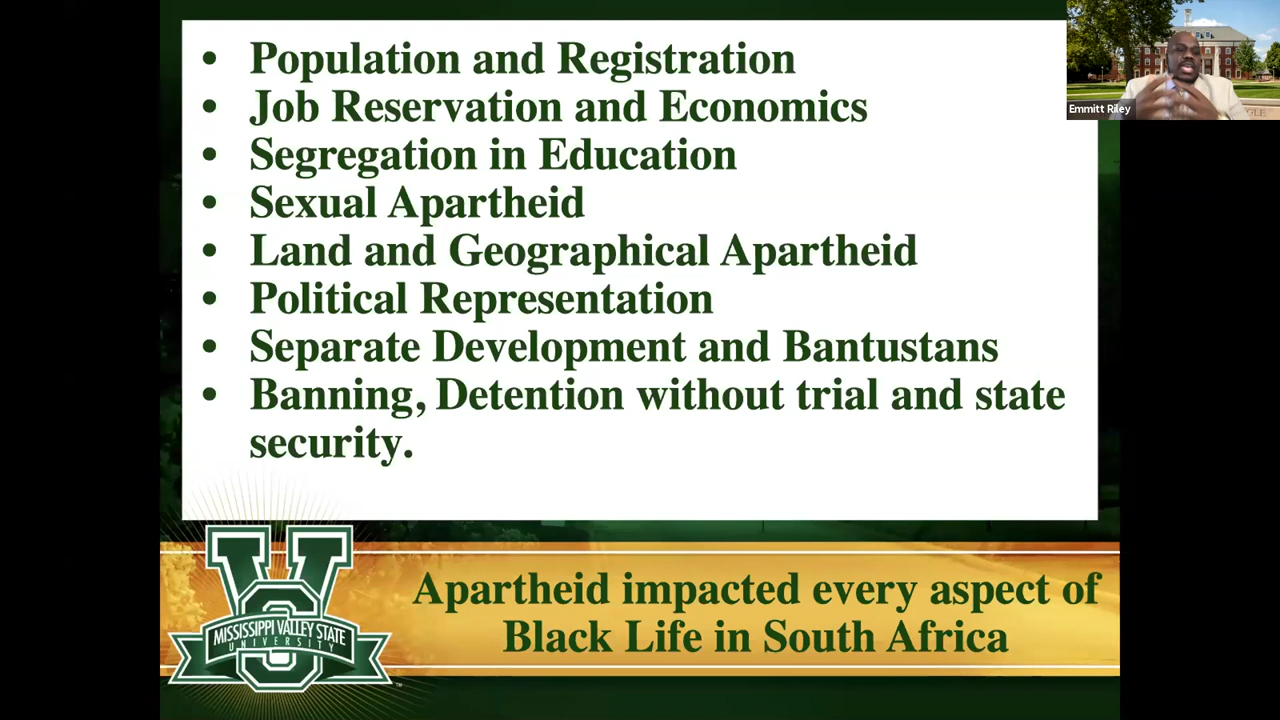 • Population and Registration
• Job Reservation and Economics
• Segregation in Education
• Sexual Apartheid
• Land and Geographical Apartheid
• Political Representation
• Separate Development and Bantustans
• Banning, Detention without trial and state
security.
Emmitt Riley
Apartheid impacted every aspect of
Black Life in South Africa
VS
MISSISSIPPI VALLEY STATE
UNIVERSITY
™